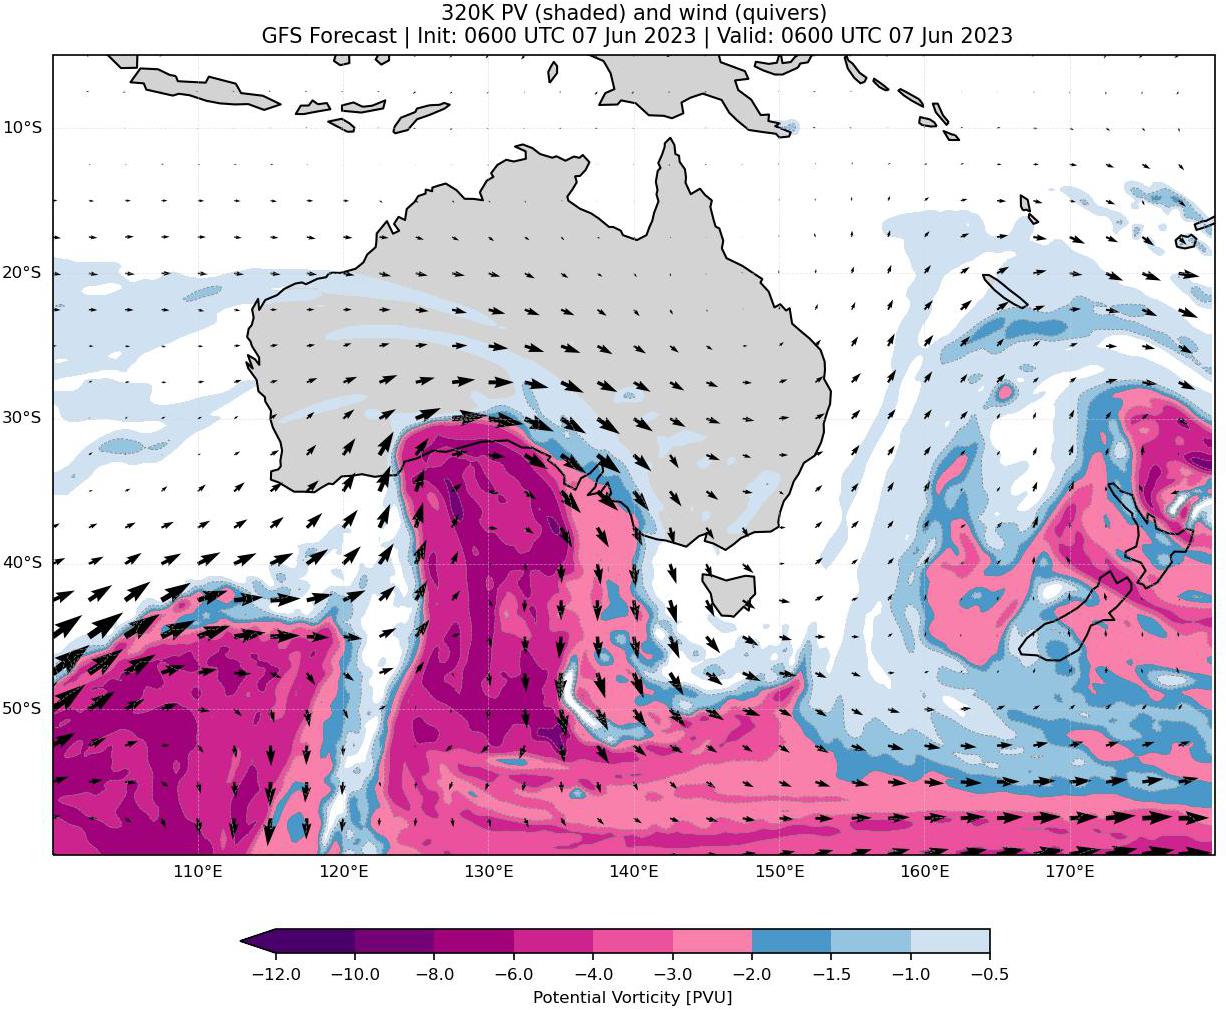 320K PV (shaded) and wind (quivers)
GFS Forecast | Init: 0600 UTC 07 Jun 2023 | Valid: 0600 UTC 07 Jun 2023
10°S
20°S
30°S
40°S
50°S
110°E 120°E 130°E 140°E 150°E 160°E 170°E
−12.0 −10.0 −8.0 −6.0 −4.0 −3.0 −2.0 −1.5 −1.0 −0.5
Potential Vorticity [PVU]